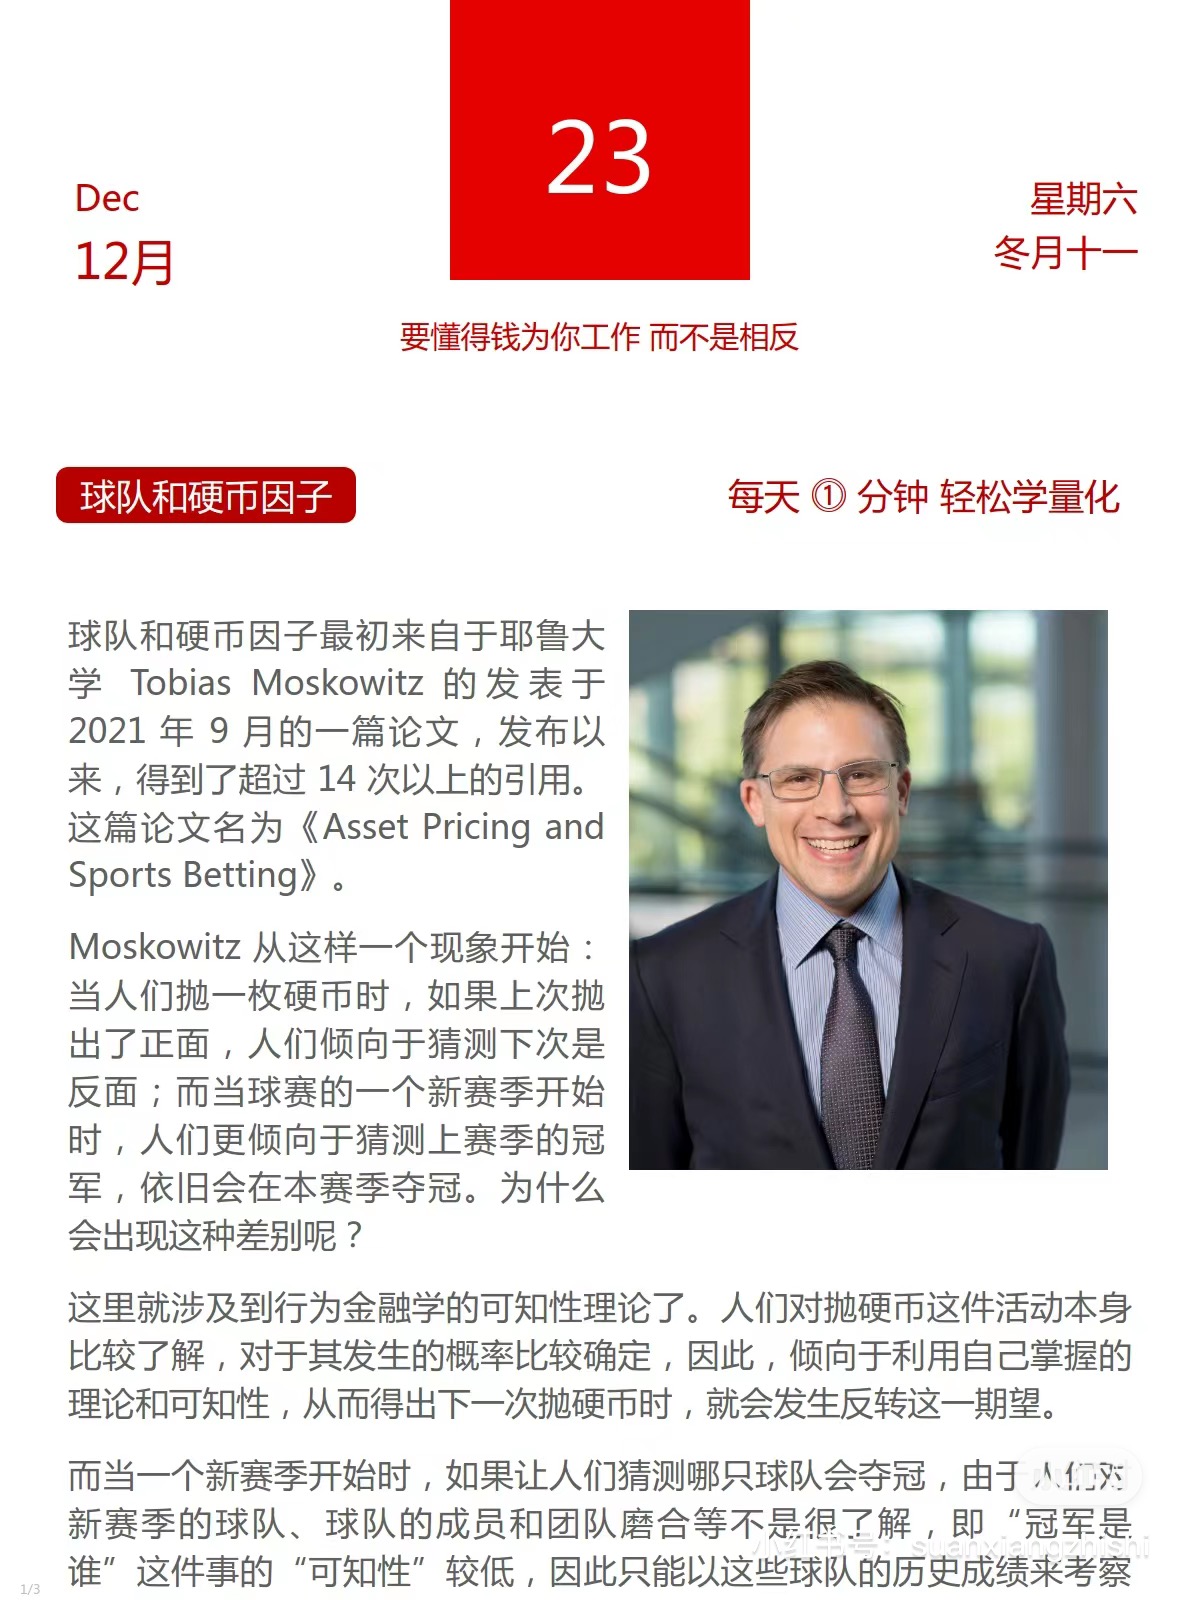 23
Dec
12月
星期六
冬月十一
要懂得钱为你工作 而不是相反
球队和硬币因子
每天 ① 分钟 轻松学量化
球队和硬币因子最初来自于耶鲁大
学 Tobias Moskowitz 的发表于
2021 年 9 月的一篇论文，发布以
来，得到了超过 14 次以上的引用。
这篇论文名为《Asset Pricing and
Sports Betting》。
Moskowitz 从这样一个现象开始：
当人们抛一枚硬币时，如果上次抛
出了正面，人们倾向于猜测下次是
反面；而当球赛的一个新赛季开始
时，人们更倾向于猜测上赛季的冠
军，依旧会在本赛季夺冠。为什么
会出现这种差别呢？
这里就涉及到行为金融学的可知性理论了。人们对抛硬币这件活动本身
比较了解，对于其发生的概率比较确定，因此，倾向于利用自己掌握的
理论和可知性，从而得出下一次抛硬币时，就会发生反转这一期望。
而当一个新赛季开始时，如果让人们猜测哪只球队会夺冠，由于人们对
新赛季的球队、球队的成员和团队磨合等不是很了解，即“冠军是
谁”这件事的“可知性”较低，因此只能以这些球队的历史成绩来考察
小红书号：suanxiangzhishi
1/3